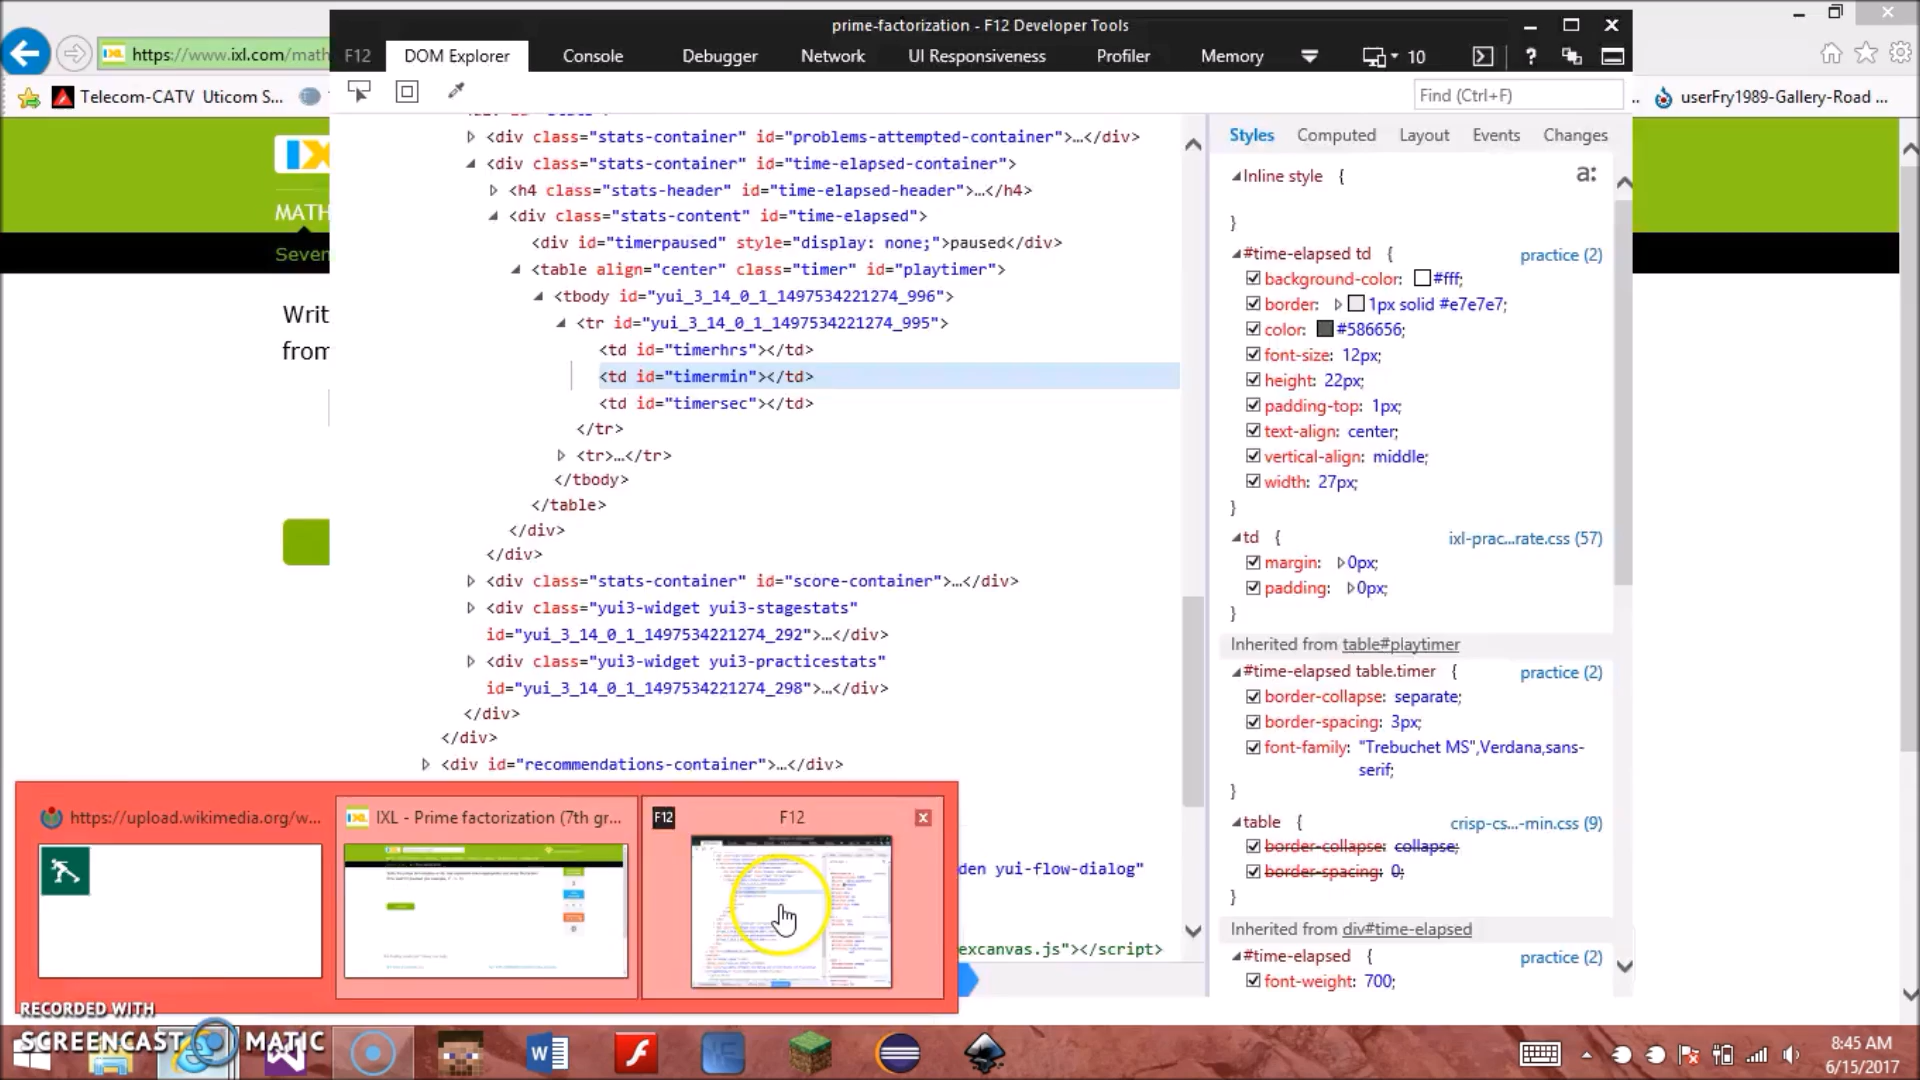 prime-factorization - F12 Developer Tools
https://www.ixl.com/math
F12 DOM Explorer Console Debugger Network UI Responsiveness Profiler Memory 10 ?
Telecom-CATV Uticom S...
Find (Ctrl+F)
userFry1989-Gallery-Road ...
IX
MATH
Seven
Writ
from
<div class="stats-container" id="problems-attempted-container">...</div>
<div class="stats-container" id="time-elapsed-container">
<h4 class="stats-header" id="time-elapsed-header">...</h4>
<div class="stats-content" id="time-elapsed">
<div id="timerpaused" style="display: none;">paused</div>
<table align="center" class="timer" id="playtimer">
<tbody id="yui_3_14_0_1_1497534221274_996">
<tr id="yui_3_14_0_1_1497534221274_995">
<td id="timerhrs"></td>
<td id="timermin"></td>
<td id="timersec"></td>
</tr>
<tr>...</tr>
</tbody>
</table>
</div>
</div>
<div class="stats-container" id="score-container">...</div>
<div class="yui3-widget yui3-stagestats"
id="yui_3_14_0_1_1497534221274_292">...</div>
<div class="yui3-widget yui3-practicestats"
id="yui_3_14_0_1_1497534221274_298">...</div>
</div>
</div>
<div id="recommendations-container">...</div>
den yui-flow-dialog"
excanvas.js"></script>
Styles Computed Layout Events Changes
Inline style {
a:
}
#time-elapsed td { practice (2)
background-color: #fff;
border: 1px solid #e7e7e7;
color: #586656;
font-size: 12px;
height: 22px;
padding-top: 1px;
text-align: center;
vertical-align: middle;
width: 27px;
}
td { ixl-prac...rate.css (57)
margin: 0px;
padding: 0px;
}
Inherited from table#playtimer
#time-elapsed table.timer { practice (2)
border-collapse: separate;
border-spacing: 3px;
font-family: "Trebuchet MS",Verdana,sans-
serif;
}
table { crisp-cs...-min.css (9)
border-collapse: collapse;
border-spacing: 0;
}
Inherited from div#time-elapsed
#time-elapsed { practice (2)
font-weight: 700;
https://upload.wikimedia.org/w...
IXL - Prime factorization (7th gr...
F12 F12
RECORDED WITH
SCREENCAST MATIC
8:45 AM
6/15/2017